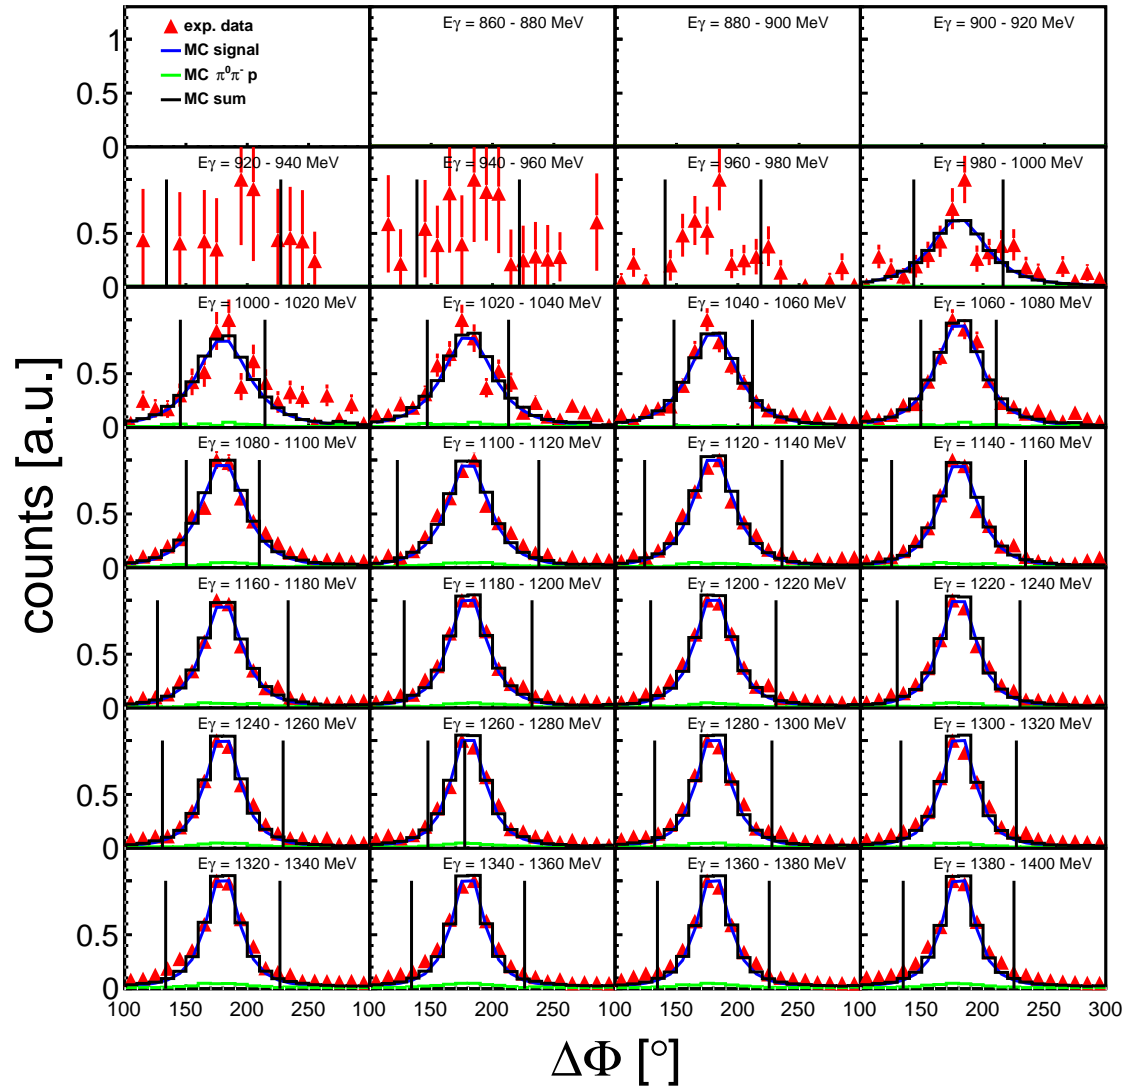 exp. data
MC signal
MC π⁰π⁻ p
MC sum
Eγ = 860 - 880 MeV
Eγ = 880 - 900 MeV
Eγ = 900 - 920 MeV
1
0.5
0
Eγ = 920 - 940 MeV
Eγ = 940 - 960 MeV
Eγ = 960 - 980 MeV
Eγ = 980 - 1000 MeV
0.5
0
Eγ = 1000 - 1020 MeV
Eγ = 1020 - 1040 MeV
Eγ = 1040 - 1060 MeV
Eγ = 1060 - 1080 MeV
0.5
0
Eγ = 1080 - 1100 MeV
Eγ = 1100 - 1120 MeV
Eγ = 1120 - 1140 MeV
Eγ = 1140 - 1160 MeV
0.5
0
Eγ = 1160 - 1180 MeV
Eγ = 1180 - 1200 MeV
Eγ = 1200 - 1220 MeV
Eγ = 1220 - 1240 MeV
0.5
0
Eγ = 1240 - 1260 MeV
Eγ = 1260 - 1280 MeV
Eγ = 1280 - 1300 MeV
Eγ = 1300 - 1320 MeV
0.5
0
Eγ = 1320 - 1340 MeV
Eγ = 1340 - 1360 MeV
Eγ = 1360 - 1380 MeV
Eγ = 1380 - 1400 MeV
0.5
0
100 150 200 250 100 150 200 250 100 150 200 250 100 150 200 250 300
counts [a.u.]
ΔΦ [°]